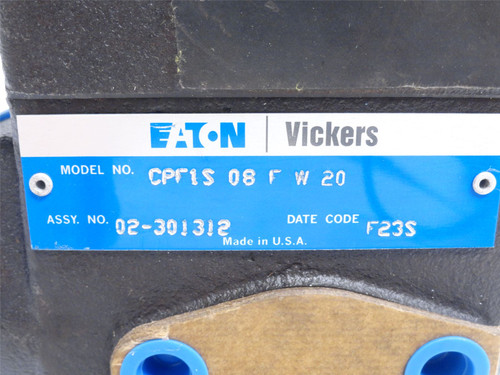 EATON Vickers
MODEL NO. CPF1S 08 F W 20
ASSY. NO. 02-301312 DATE CODE F23S
Made in U.S.A.